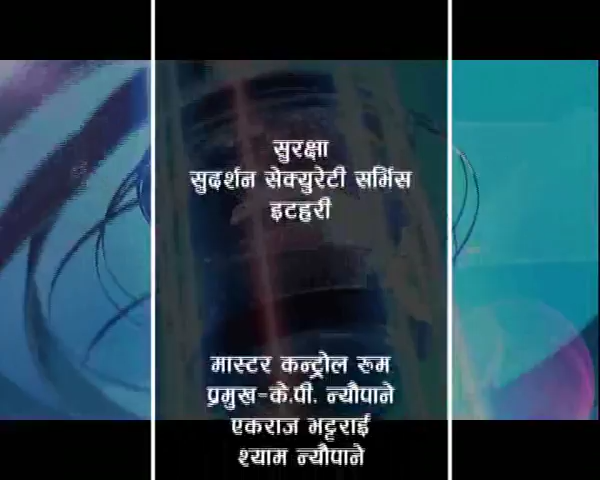 सुरक्षा
सुदर्शन सेक्युरेटी सर्भिस
इटहरी
मास्टर कन्ट्रोल रुम
प्रमुख-के.पी. न्यौपाने
एकराज भट्टराई
श्याम न्यौपाने